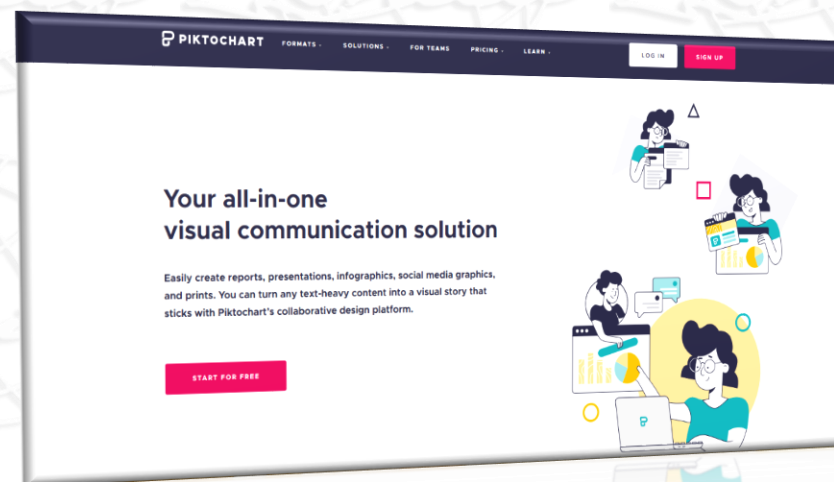 PIKTOCHART FORMATS SOLUTIONS FOR TEAMS PRICING LEARN LOG IN SIGN UP
Your all-in-one
visual communication solution
Easily create reports, presentations, infographics, social media graphics,
and prints. You can turn any text-heavy content into a visual story that
sticks with Piktochart's collaborative design platform.
START FOR FREE